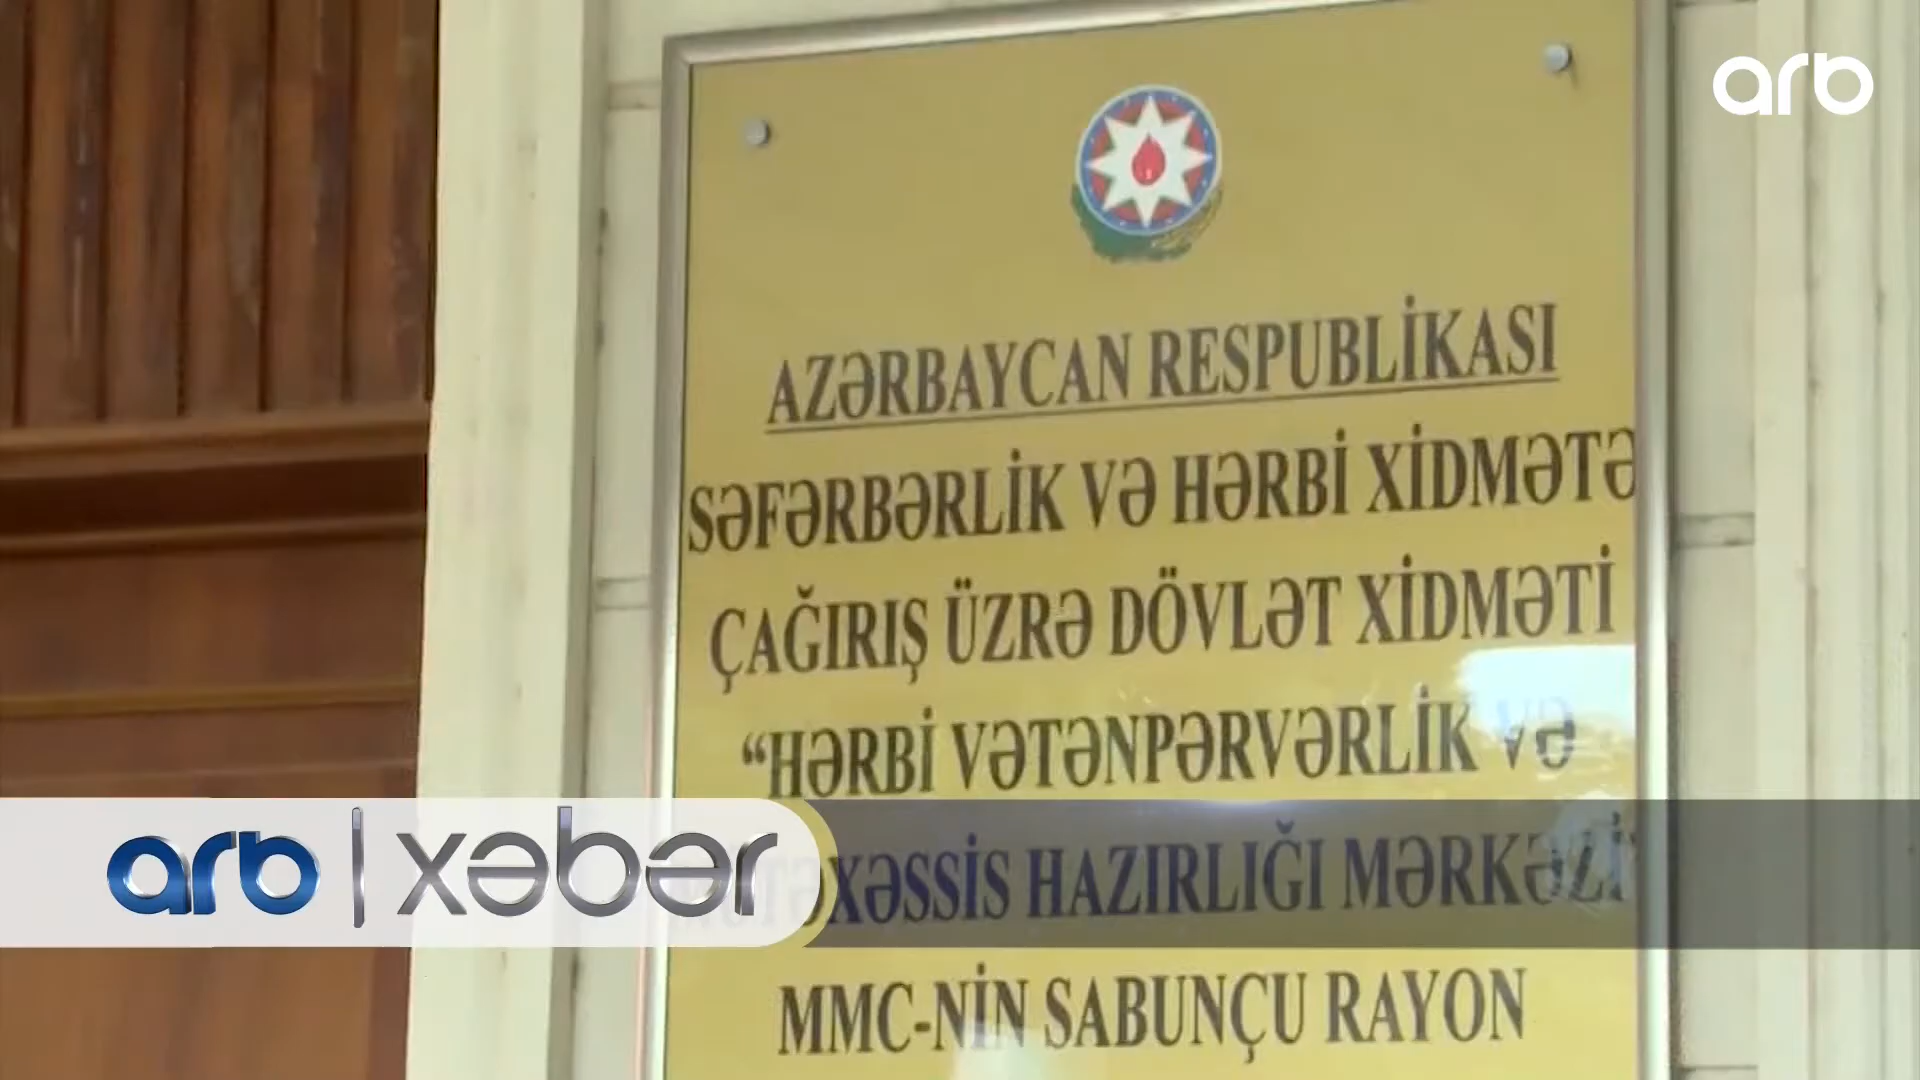 arb
AZƏRBAYCAN RESPUBLİKASI
SƏFƏRBƏRLİK VƏ HƏRBİ XİDMƏTƏ
ÇAĞIRIŞ ÜZRƏ DÖVLƏT XİDMƏTİ
“HƏRBİ VƏTƏNPƏRVƏRLİK VƏ
HAZIRLIĞI MƏRKƏZİ”
arb | xəbər
MMC-NİN SABUNÇU RAYON